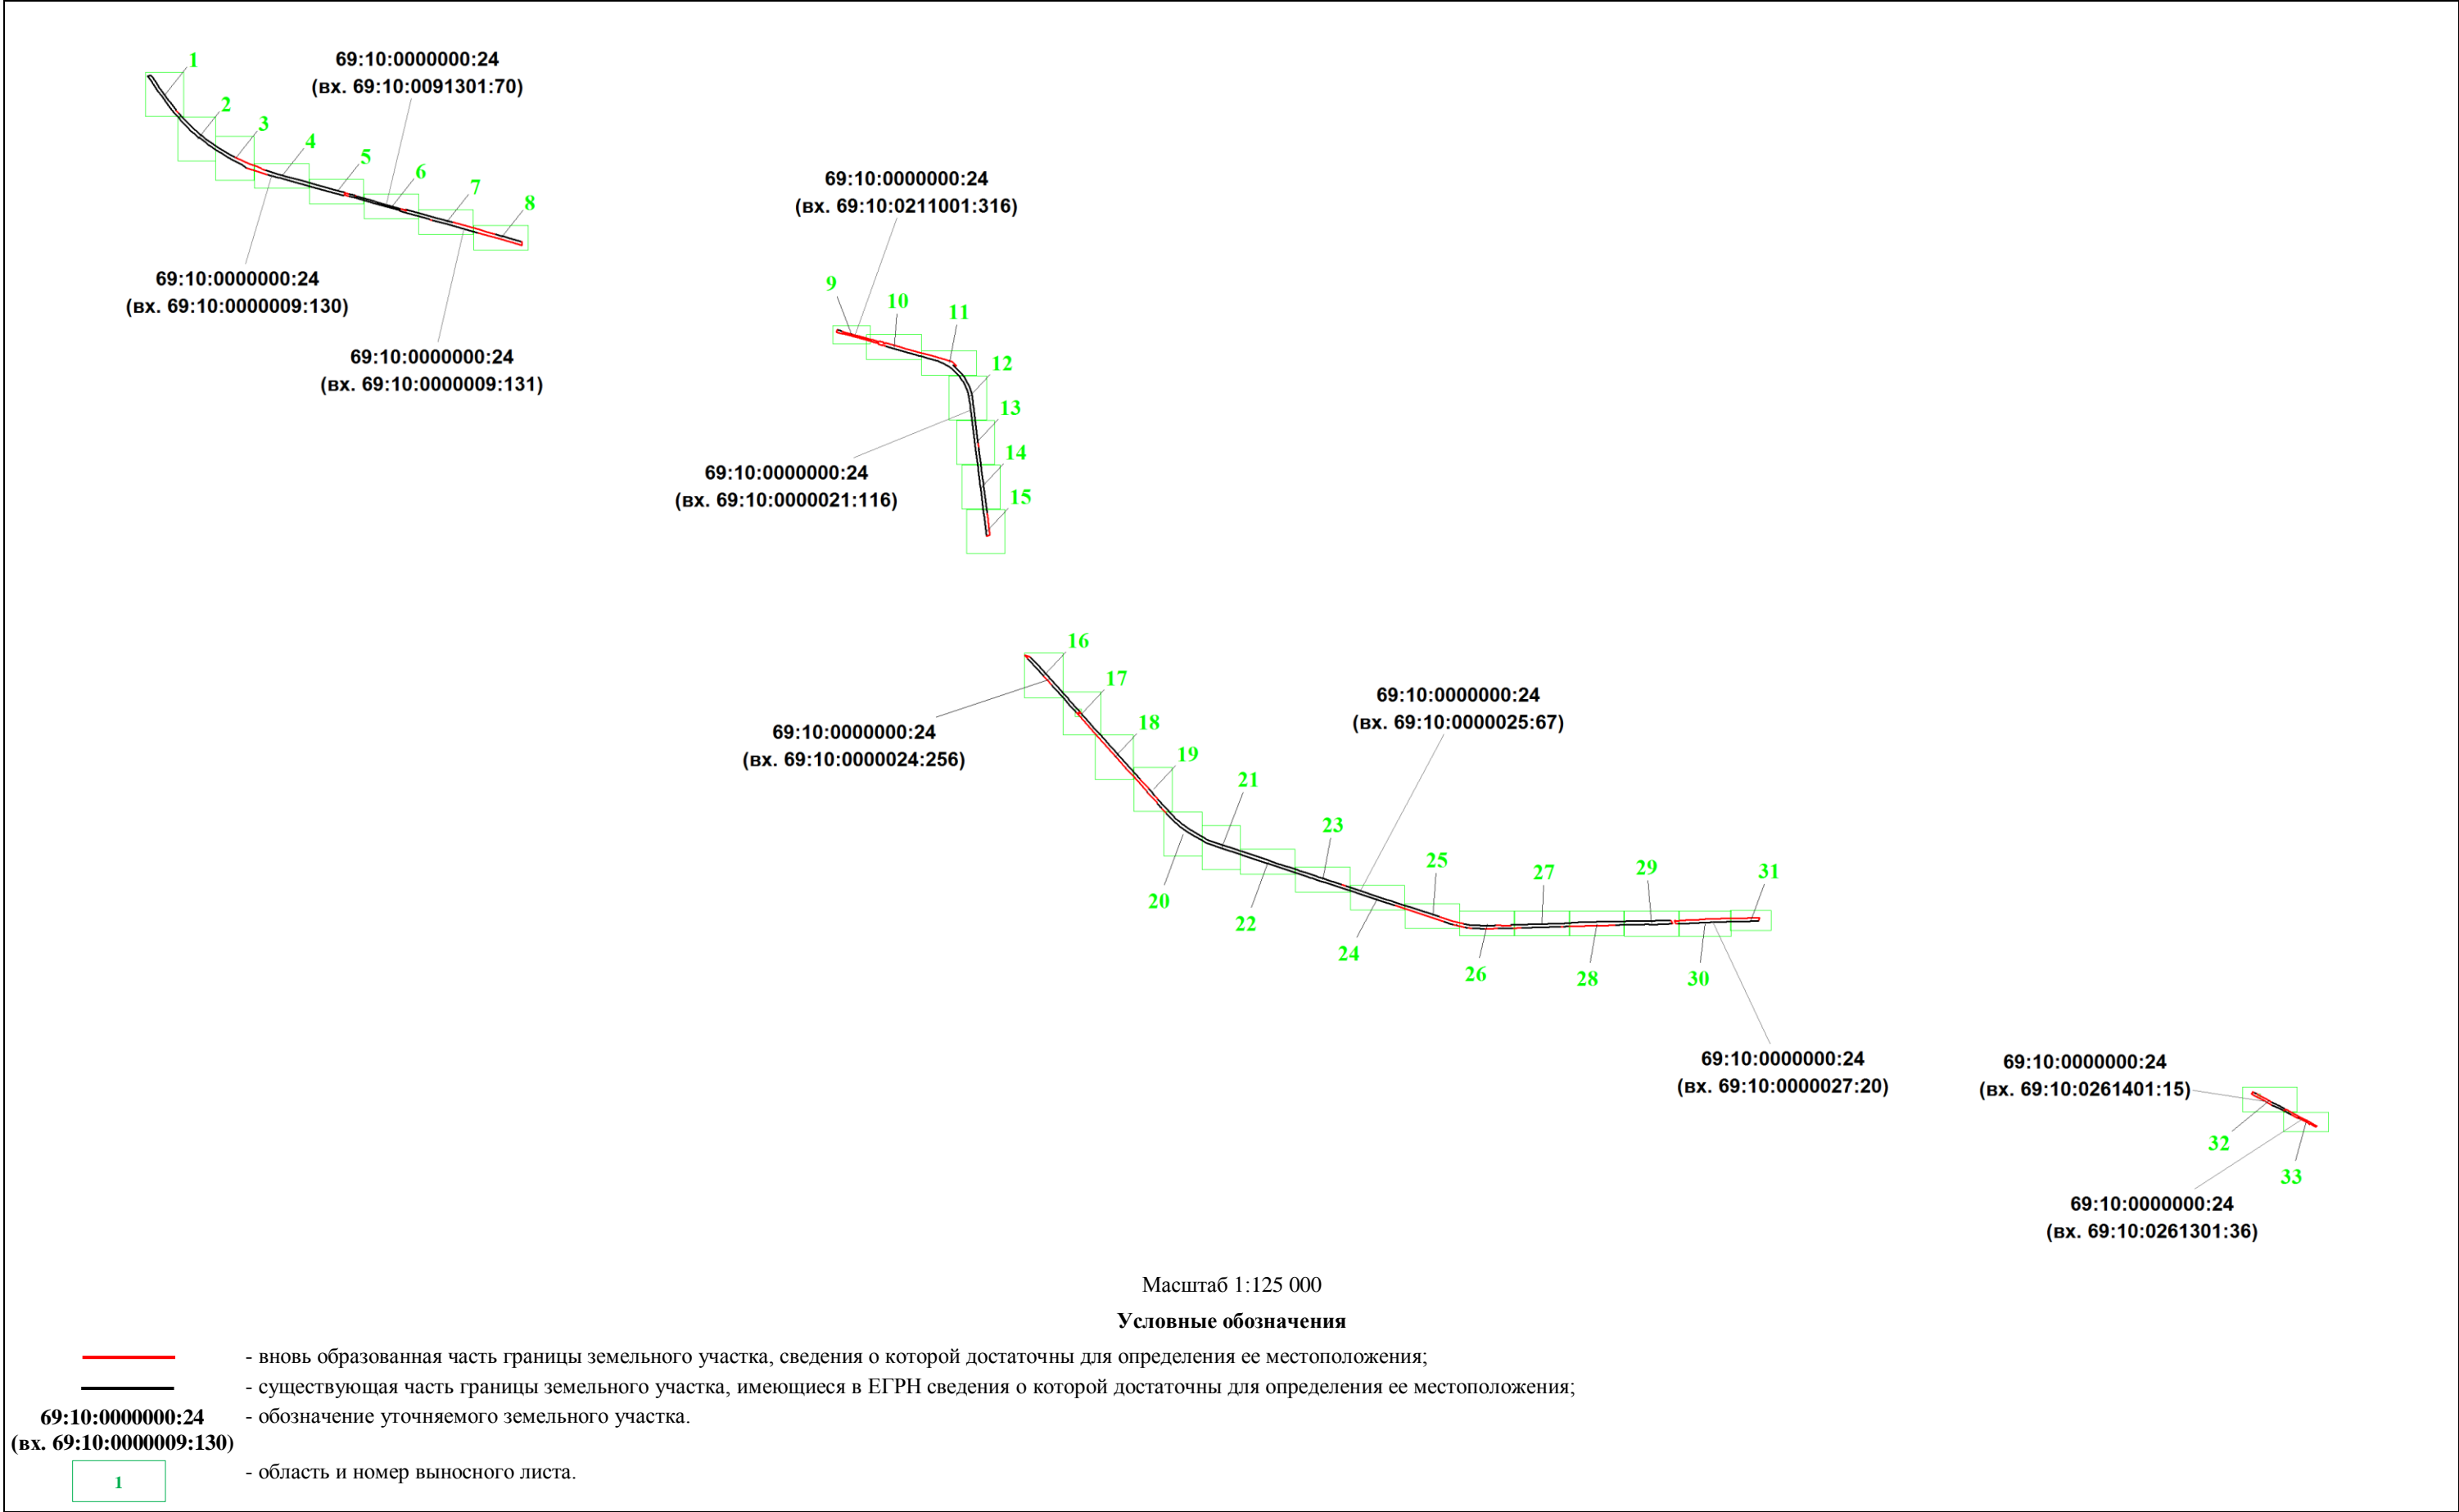 1
69:10:0000000:24
(вх. 69:10:0091301:70)
2
3
4
5
6
7
8
69:10:0000000:24
(вх. 69:10:0000009:130)
69:10:0000000:24
(вх. 69:10:0000009:131)
69:10:0000000:24
(вх. 69:10:0211001:316)
9
10
11
12
13
14
15
69:10:0000000:24
(вх. 69:10:0000021:116)
16
17
18
19
69:10:0000000:24
(вх. 69:10:0000024:256)
69:10:0000000:24
(вх. 69:10:0000025:67)
20
21
22
23
24
25
26
27
28
29
30
31
69:10:0000000:24
(вх. 69:10:0000027:20)
69:10:0000000:24
(вх. 69:10:0261401:15)
32
33
69:10:0000000:24
(вх. 69:10:0261301:36)
Масштаб 1:125 000
Условные обозначения
- вновь образованная часть границы земельного участка, сведения о которой достаточны для определения ее местоположения;
- существующая часть границы земельного участка, имеющиеся в ЕГРН сведения о которой достаточны для определения ее местоположения;
69:10:0000000:24 - обозначение уточняемого земельного участка.
(вх. 69:10:0000009:130)
1 - область и номер выносного листа.